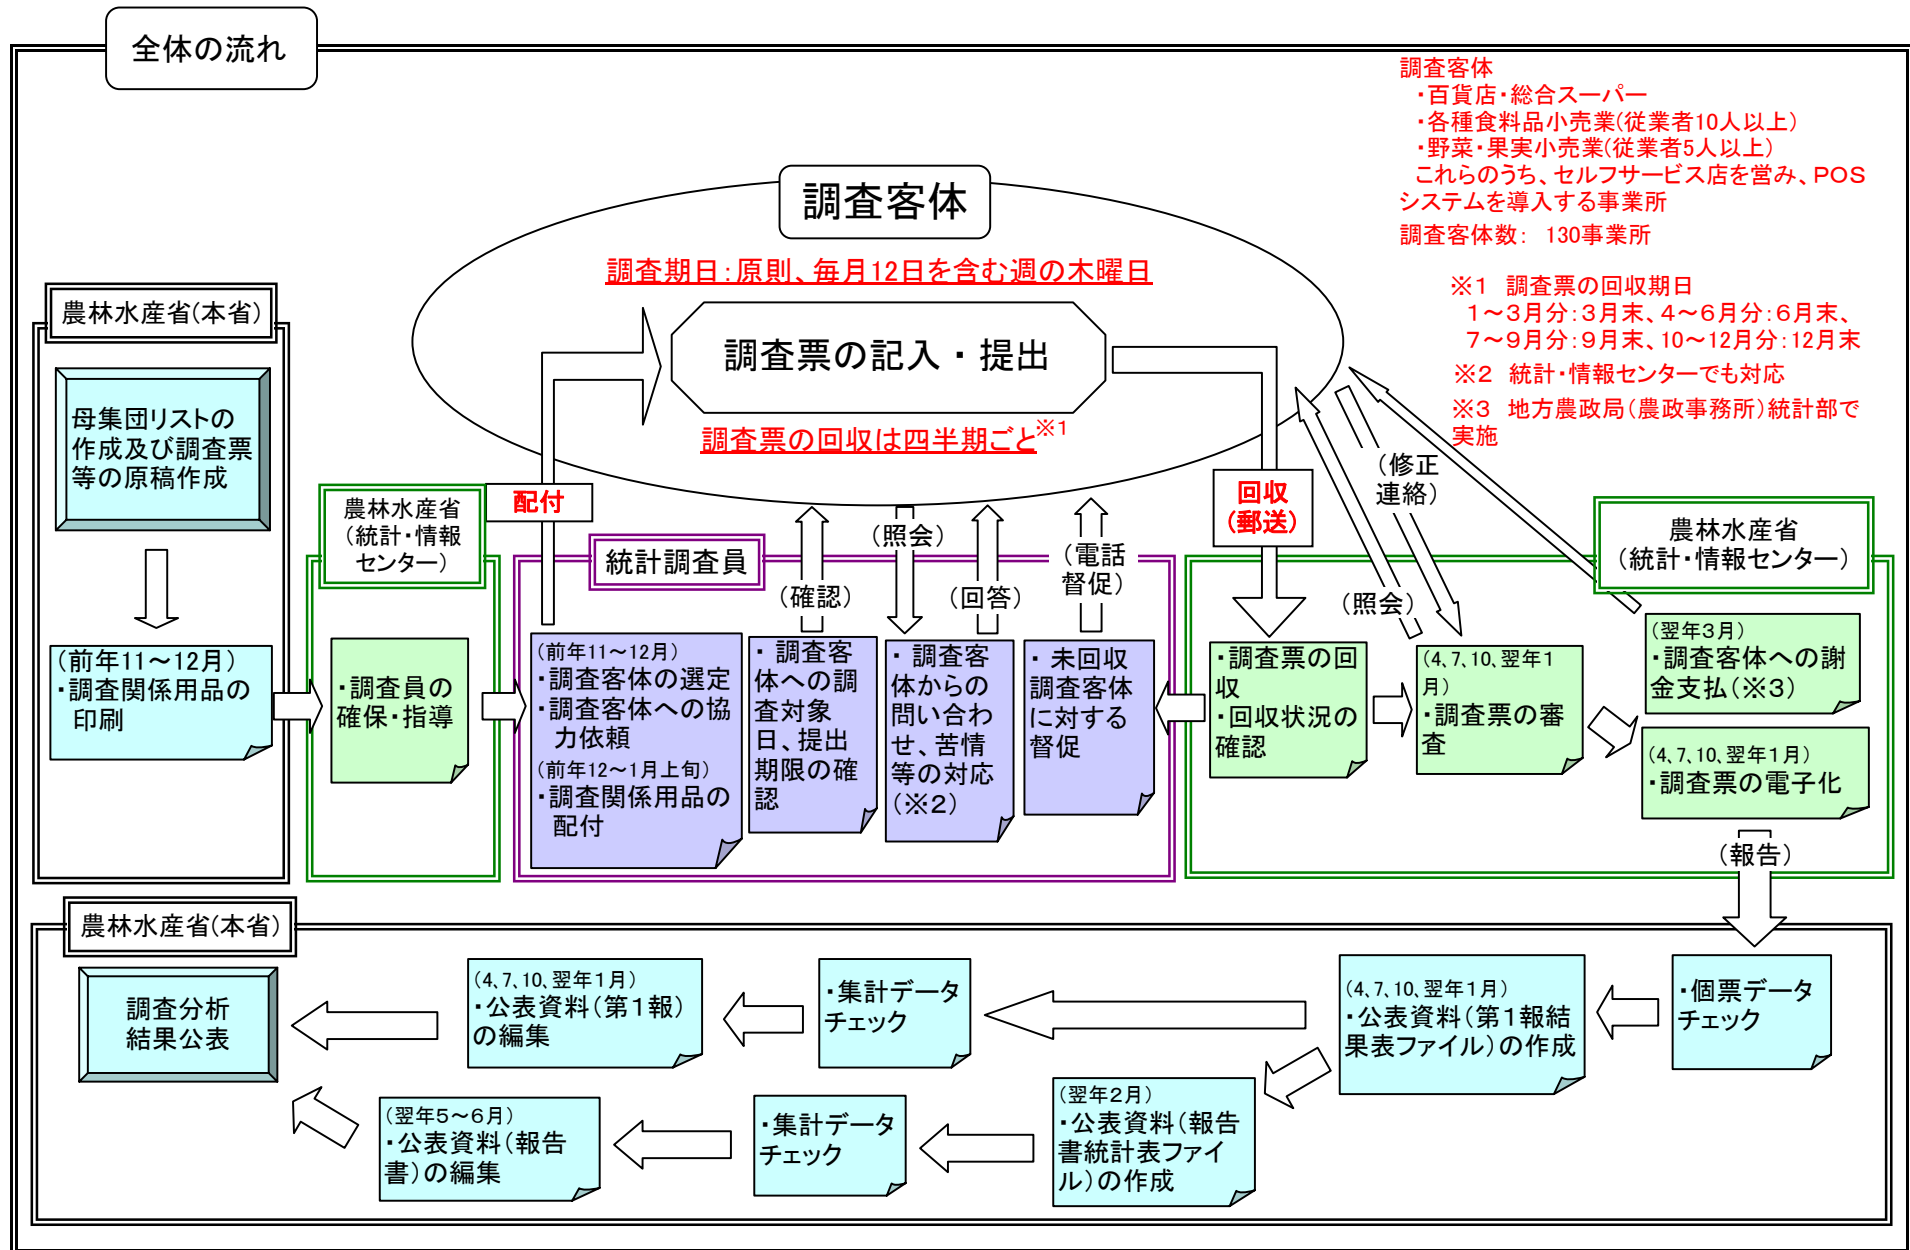 全体の流れ
調査客体
・百貨店・総合スーパー
・各種食料品小売業(従業者10人以上)
・野菜・果実小売業(従業者5人以上)
これらのうち、セルフサービス店を営み、POS
システムを導入する事業所
調査客体数： 130事業所
※1 調査票の回収期日
1～3月分：3月末、4～6月分：6月末、
7～9月分：9月末、10～12月分：12月末
※2 統計・情報センターでも対応
※3 地方農政局(農政事務所)統計部で
実施
調査客体
調査期日：原則、毎月12日を含む週の木曜日
調査票の記入・提出
調査票の回収は四半期ごと※1
農林水産省(本省)
母集団リストの
作成及び調査票
等の原稿作成
(前年11～12月)
・調査関係用品の
印刷
農林水産省
(統計・情報
センター)
・調査員の
確保・指導
配付
統計調査員
(確認)
(照会)
(回答)
(電話
督促)
(前年11～12月)
・調査客体の選定
・調査客体への協
力依頼
(前年12～1月上旬)
・調査関係用品の
配付
・調査客
体への調
査対象
日、提出
期限の確
認
・調査客
体からの
問い合わ
せ、苦情
等の対応
(※2)
・未回収
調査客体
に対する
督促
回収
(郵送)
(照会)
(修正
連絡)
農林水産省
(統計・情報センター)
・調査票の回
収
・回収状況の
確認
(4、7、10、翌年1
月)
・調査票の審
査
(翌年3月)
・調査客体への謝
金支払(※3)
(4、7、10、翌年1月)
・調査票の電子化
(報告)
農林水産省(本省)
・個票データ
チェック
(4、7、10、翌年1月)
・公表資料(第1報結
果表ファイル)の作成
・集計データ
チェック
(4、7、10、翌年1月)
・公表資料(第1報)
の編集
調査分析
結果公表
(翌年2月)
・公表資料(報告
書統計表ファイ
ル)の作成
・集計データ
チェック
(翌年5～6月)
・公表資料(報告
書)の編集